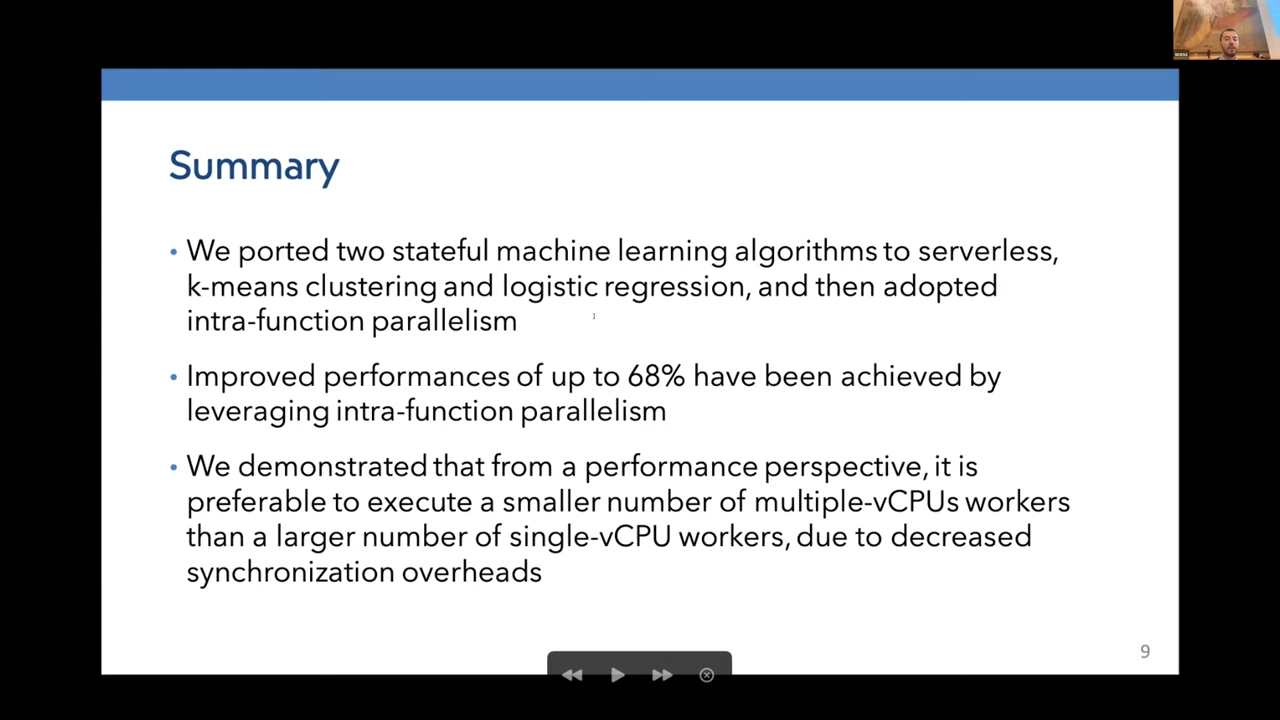 Summary
• We ported two stateful machine learning algorithms to serverless,
k-means clustering and logistic regression, and then adopted
intra-function parallelism
• Improved performances of up to 68% have been achieved by
leveraging intra-function parallelism
• We demonstrated that from a performance perspective, it is
preferable to execute a smaller number of multiple-vCPUs workers
than a larger number of single-vCPU workers, due to decreased
synchronization overheads
9